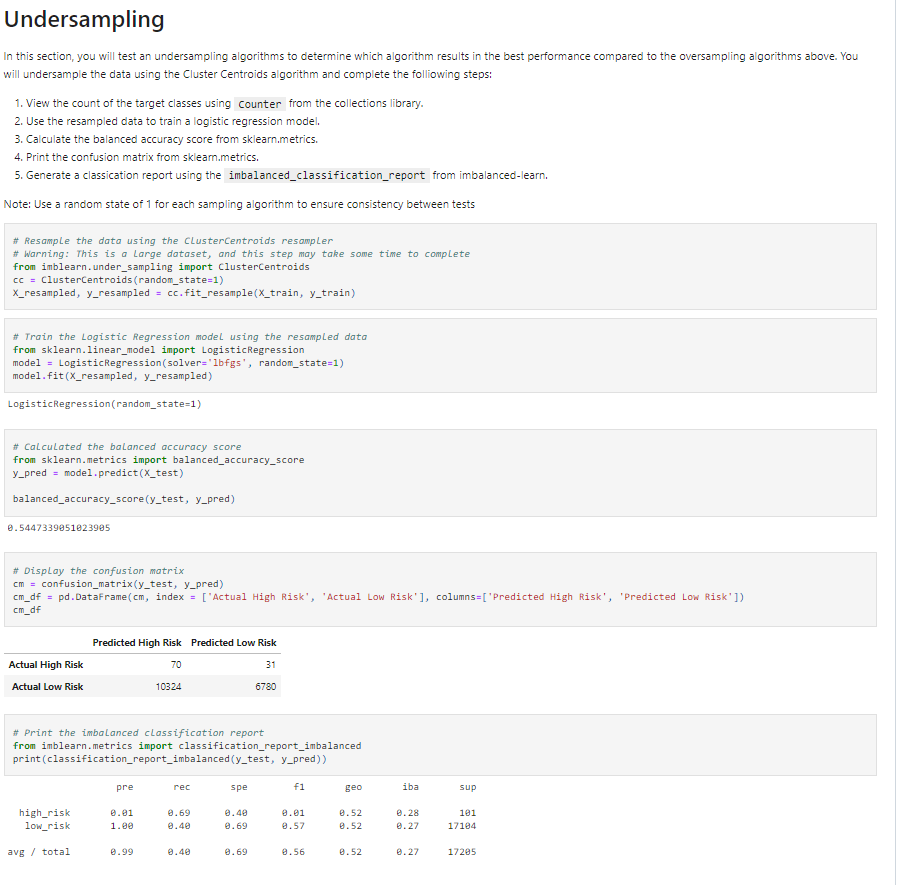 Undersampling
In this section, you will test an undersampling algorithms to determine which algorithm results in the best performance compared to the oversampling algorithms above. You
will undersample the data using the Cluster Centroids algorithm and complete the folliowing steps:
1. View the count of the target classes using Counter from the collections library.
2. Use the resampled data to train a logistic regression model.
3. Calculate the balanced accuracy score from sklearn.metrics.
4. Print the confusion matrix from sklearn.metrics.
5. Generate a classication report using the imbalanced_classification_report from imbalanced-learn.
Note: Use a random state of 1 for each sampling algorithm to ensure consistency between tests
# Resample the data using the ClusterCentroids resampler
# Warning: This is a large dataset, and this step may take some time to complete
from imblearn.under_sampling import ClusterCentroids
cc = ClusterCentroids(random_state=1)
X_resampled, y_resampled = cc.fit_resample(X_train, y_train)
# Train the Logistic Regression model using the resampled data
from sklearn.linear_model import LogisticRegression
model = LogisticRegression(solver='lbfgs', random_state=1)
model.fit(X_resampled, y_resampled)
LogisticRegression(random_state=1)
# Calculated the balanced accuracy score
from sklearn.metrics import balanced_accuracy_score
y_pred = model.predict(X_test)
balanced_accuracy_score(y_test, y_pred)
0.5447339051023905
# Display the confusion matrix
cm = confusion_matrix(y_test, y_pred)
cm_df = pd.DataFrame(cm, index = ['Actual High Risk', 'Actual Low Risk'], columns=['Predicted High Risk', 'Predicted Low Risk'])
cm_df
Predicted High Risk Predicted Low Risk
Actual High Risk 70 31
Actual Low Risk 10324 6780
# Print the imbalanced classification report
from imblearn.metrics import classification_report_imbalanced
print(classification_report_imbalanced(y_test, y_pred))
pre rec spe f1 geo iba sup
high_risk 0.01 0.69 0.40 0.01 0.52 0.28 101
low_risk 1.00 0.40 0.69 0.57 0.52 0.27 17104
avg / total 0.99 0.40 0.69 0.56 0.52 0.27 17205